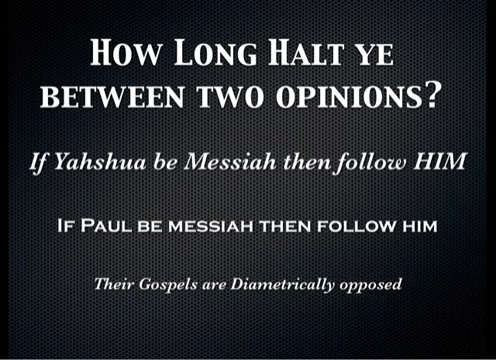 How Long Halt ye
between two opinions?
If Yahshua be Messiah then follow HIM
If Paul be messiah then follow him
Their Gospels are Diametrically opposed